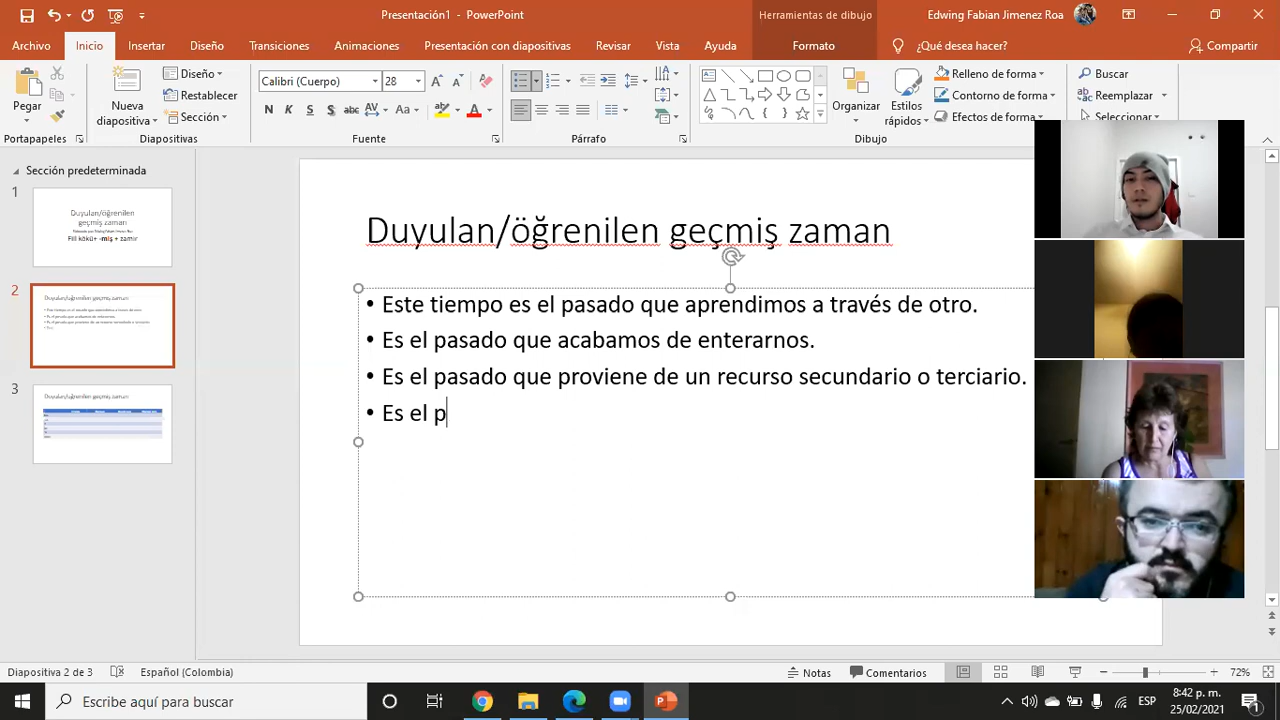 Presentación1 - PowerPoint
Herramientas de dibujo
Edwing Fabian Jimenez Roa
Archivo
Inicio
Insertar
Diseño
Transiciones
Animaciones
Presentación con diapositivas
Revisar
Vista
Ayuda
Formato
¿Qué desea hacer?
Compartir
Pegar
Nueva diapositiva
Diseño
Restablecer
Sección
Calibri (Cuerpo)
28
N K S S abc AV Aa A
Organizar
Estilos rápidos
Relleno de forma
Contorno de forma
Efectos de forma
Buscar
Reemplazar
Seleccionar
Portapapeles
Diapositivas
Fuente
Párrafo
Dibujo
Sección predeterminada
1
Duyulan/öğrenilen
geçmiş zaman
Fiil kökü+ -miş + zamir
2
Duyulan/öğrenilen geçmiş zaman
3
Duyulan/öğrenilen geçmiş zaman
Duyulan/öğrenilen geçmiş zaman
• Este tiempo es el pasado que aprendimos a través de otro.
• Es el pasado que acabamos de enterarnos.
• Es el pasado que proviene de un recurso secundario o terciario.
• Es el p
Diapositiva 2 de 3
Español (Colombia)
Notas
Comentarios
72%
Escribe aquí para buscar
ESP
8:42 p. m.
25/02/2021
1